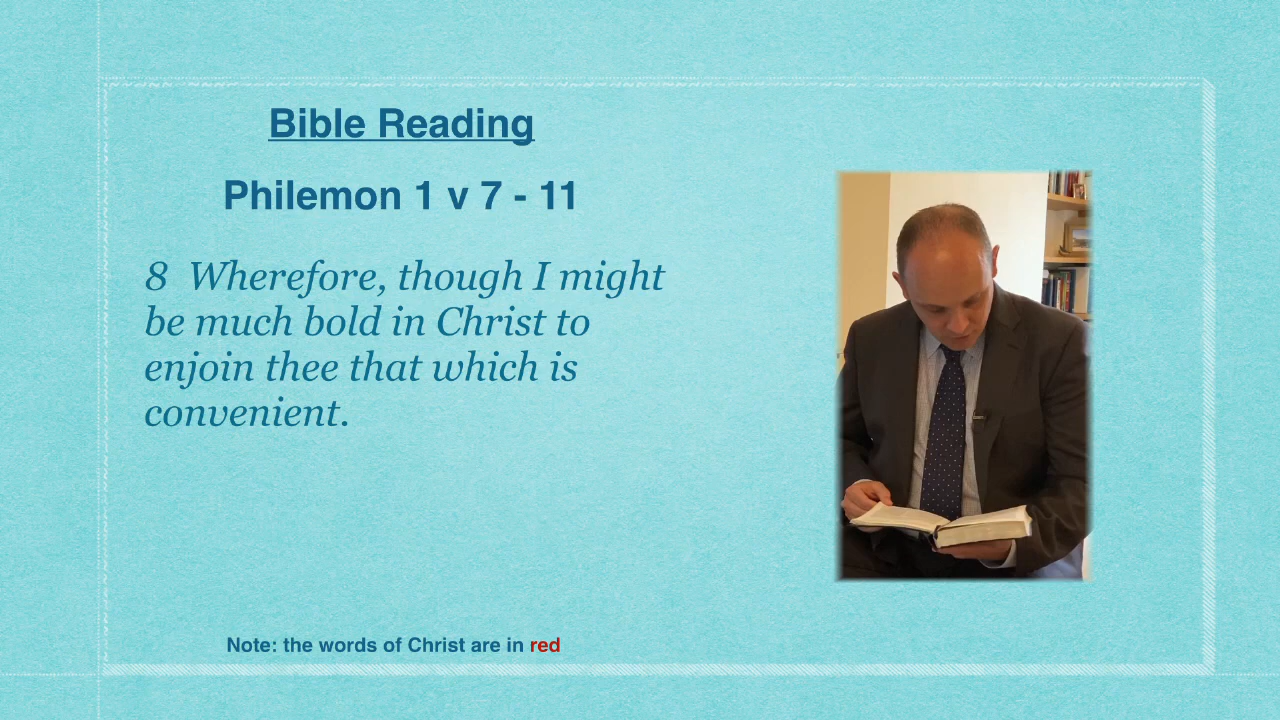 Bible Reading
Philemon 1 v 7 - 11
8  Wherefore, though I might
be much bold in Christ to
enjoin thee that which is
convenient.
Note: the words of Christ are in red